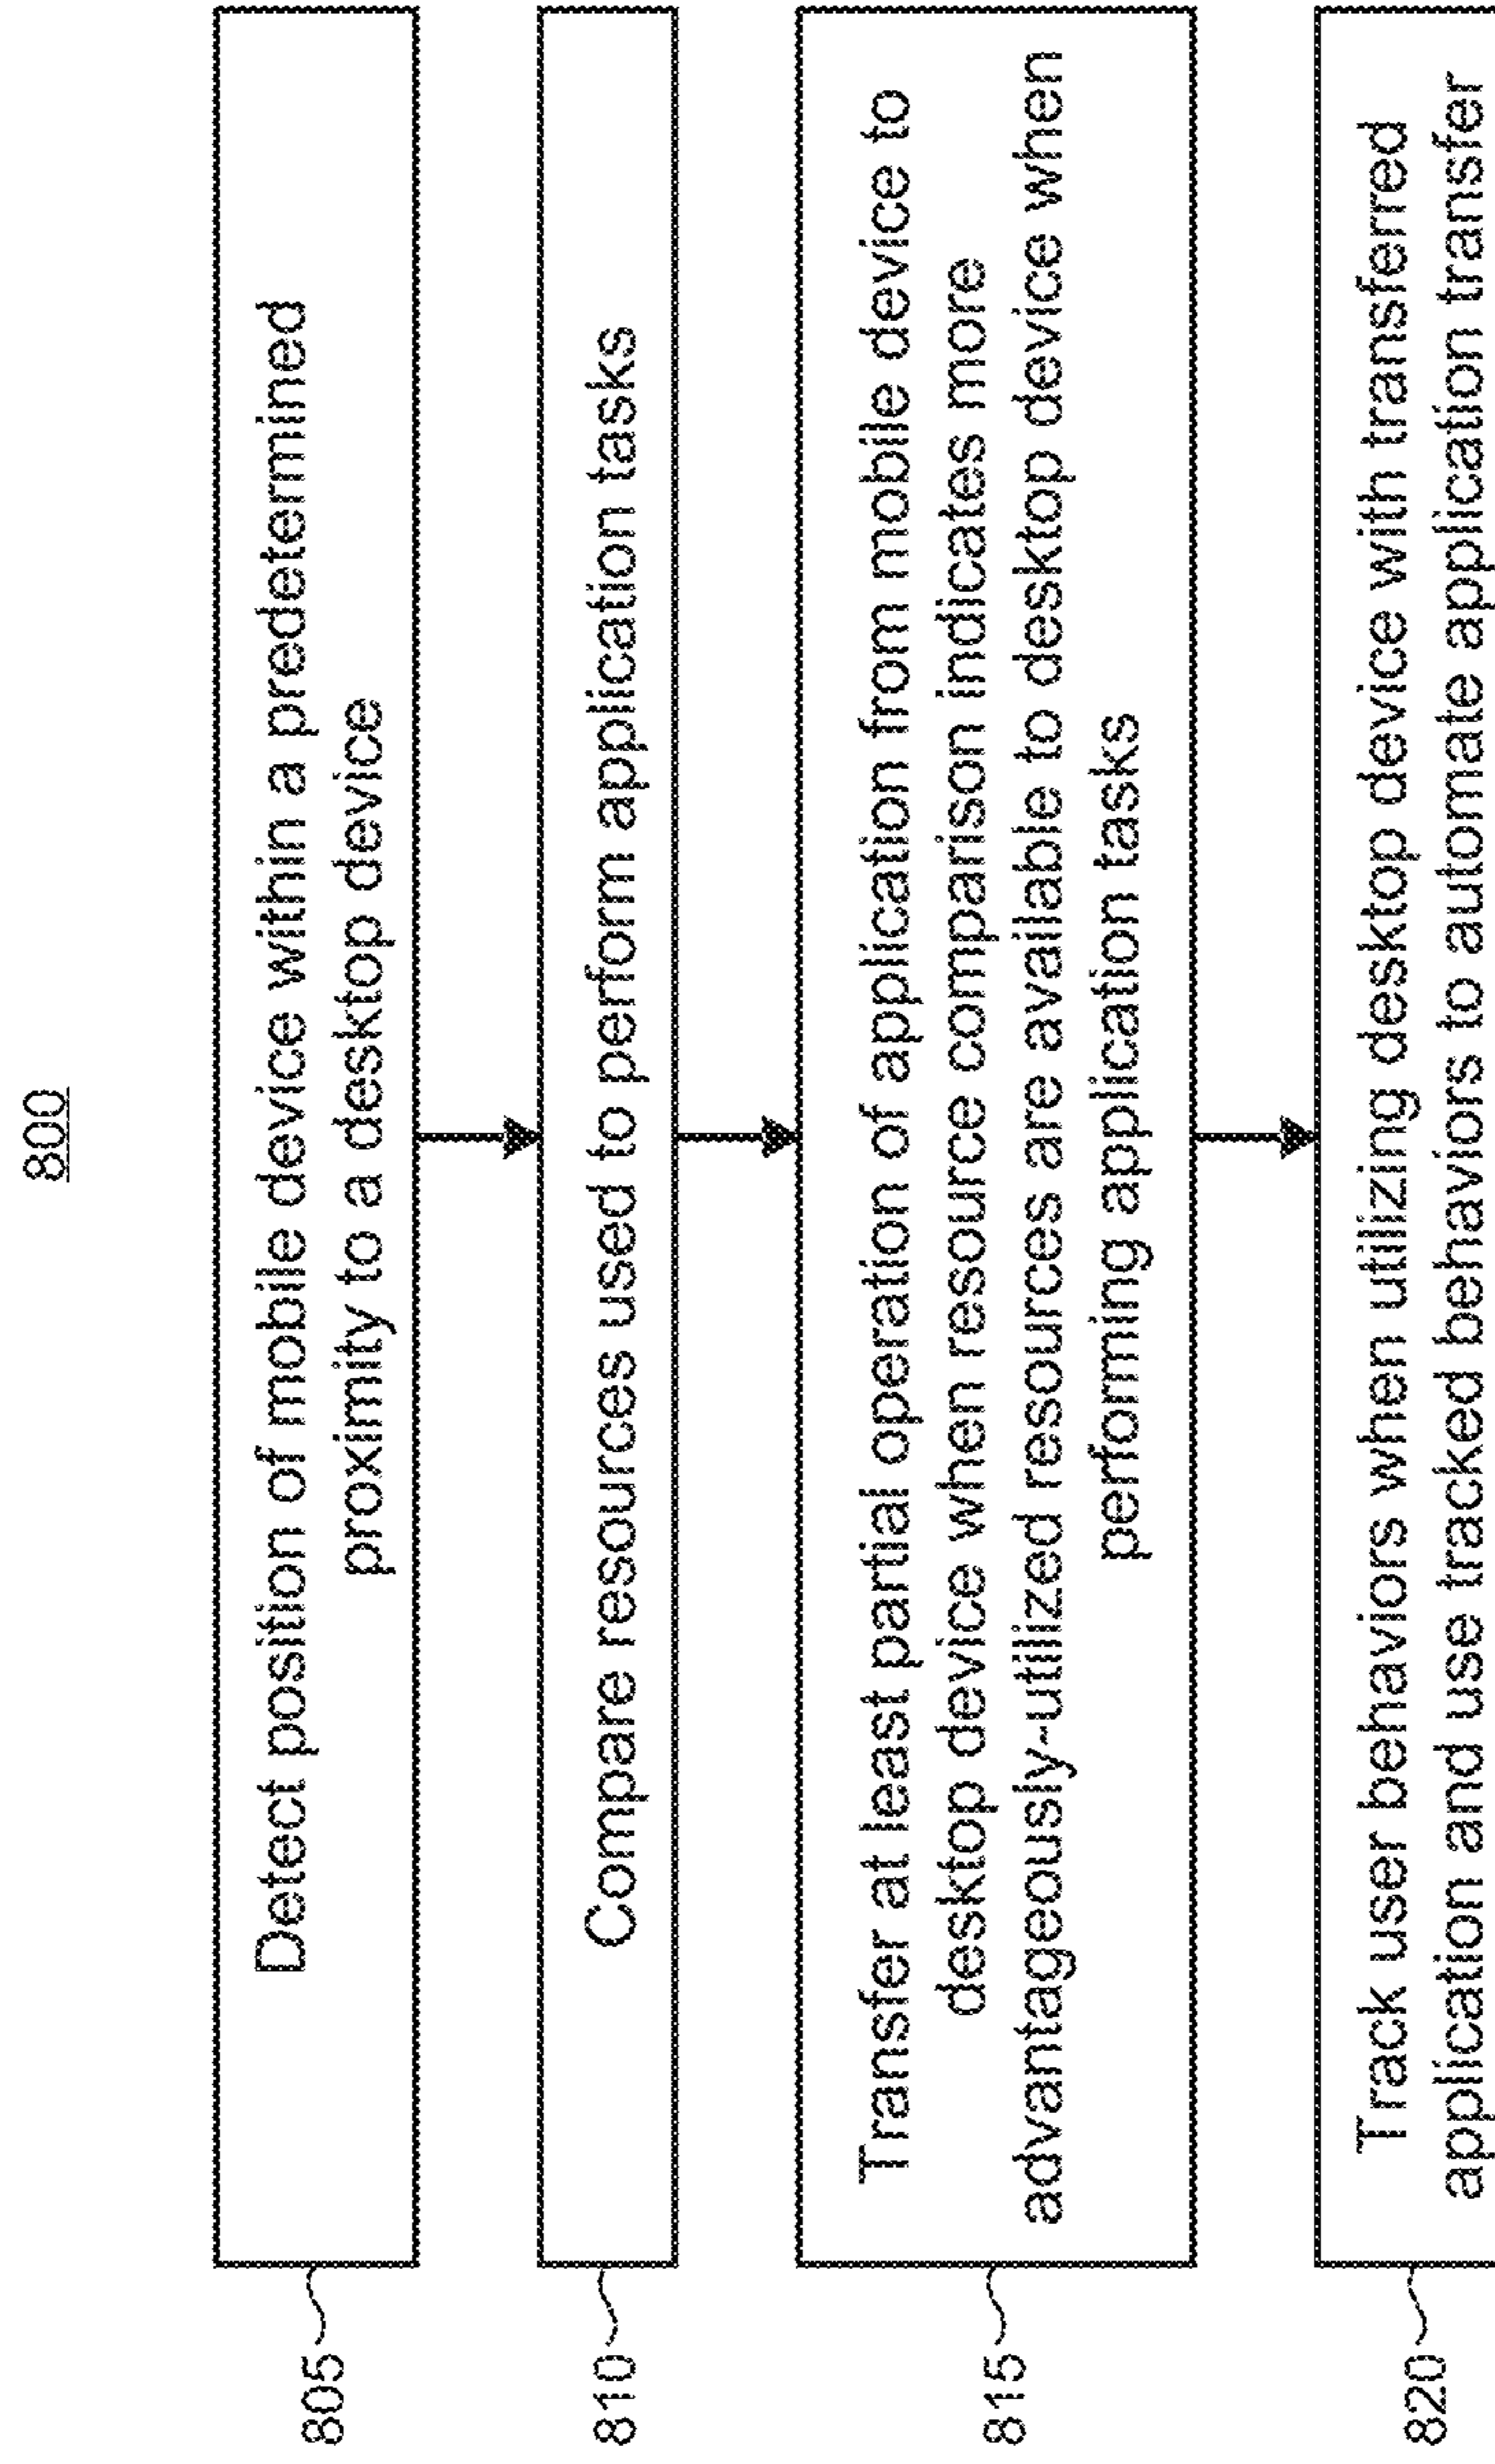 800
805
Detect position of mobile device within a predetermined
proximity to a desktop device
810
Compare resources used to perform application tasks
815
Transfer at least partial operation of application from mobile device to
desktop device when resource comparison indicates more
advantageously-utilized resources are available to desktop device when
performing application tasks
820
Track user behaviors when utilizing desktop device with transferred
application and use tracked behaviors to automate application transfer